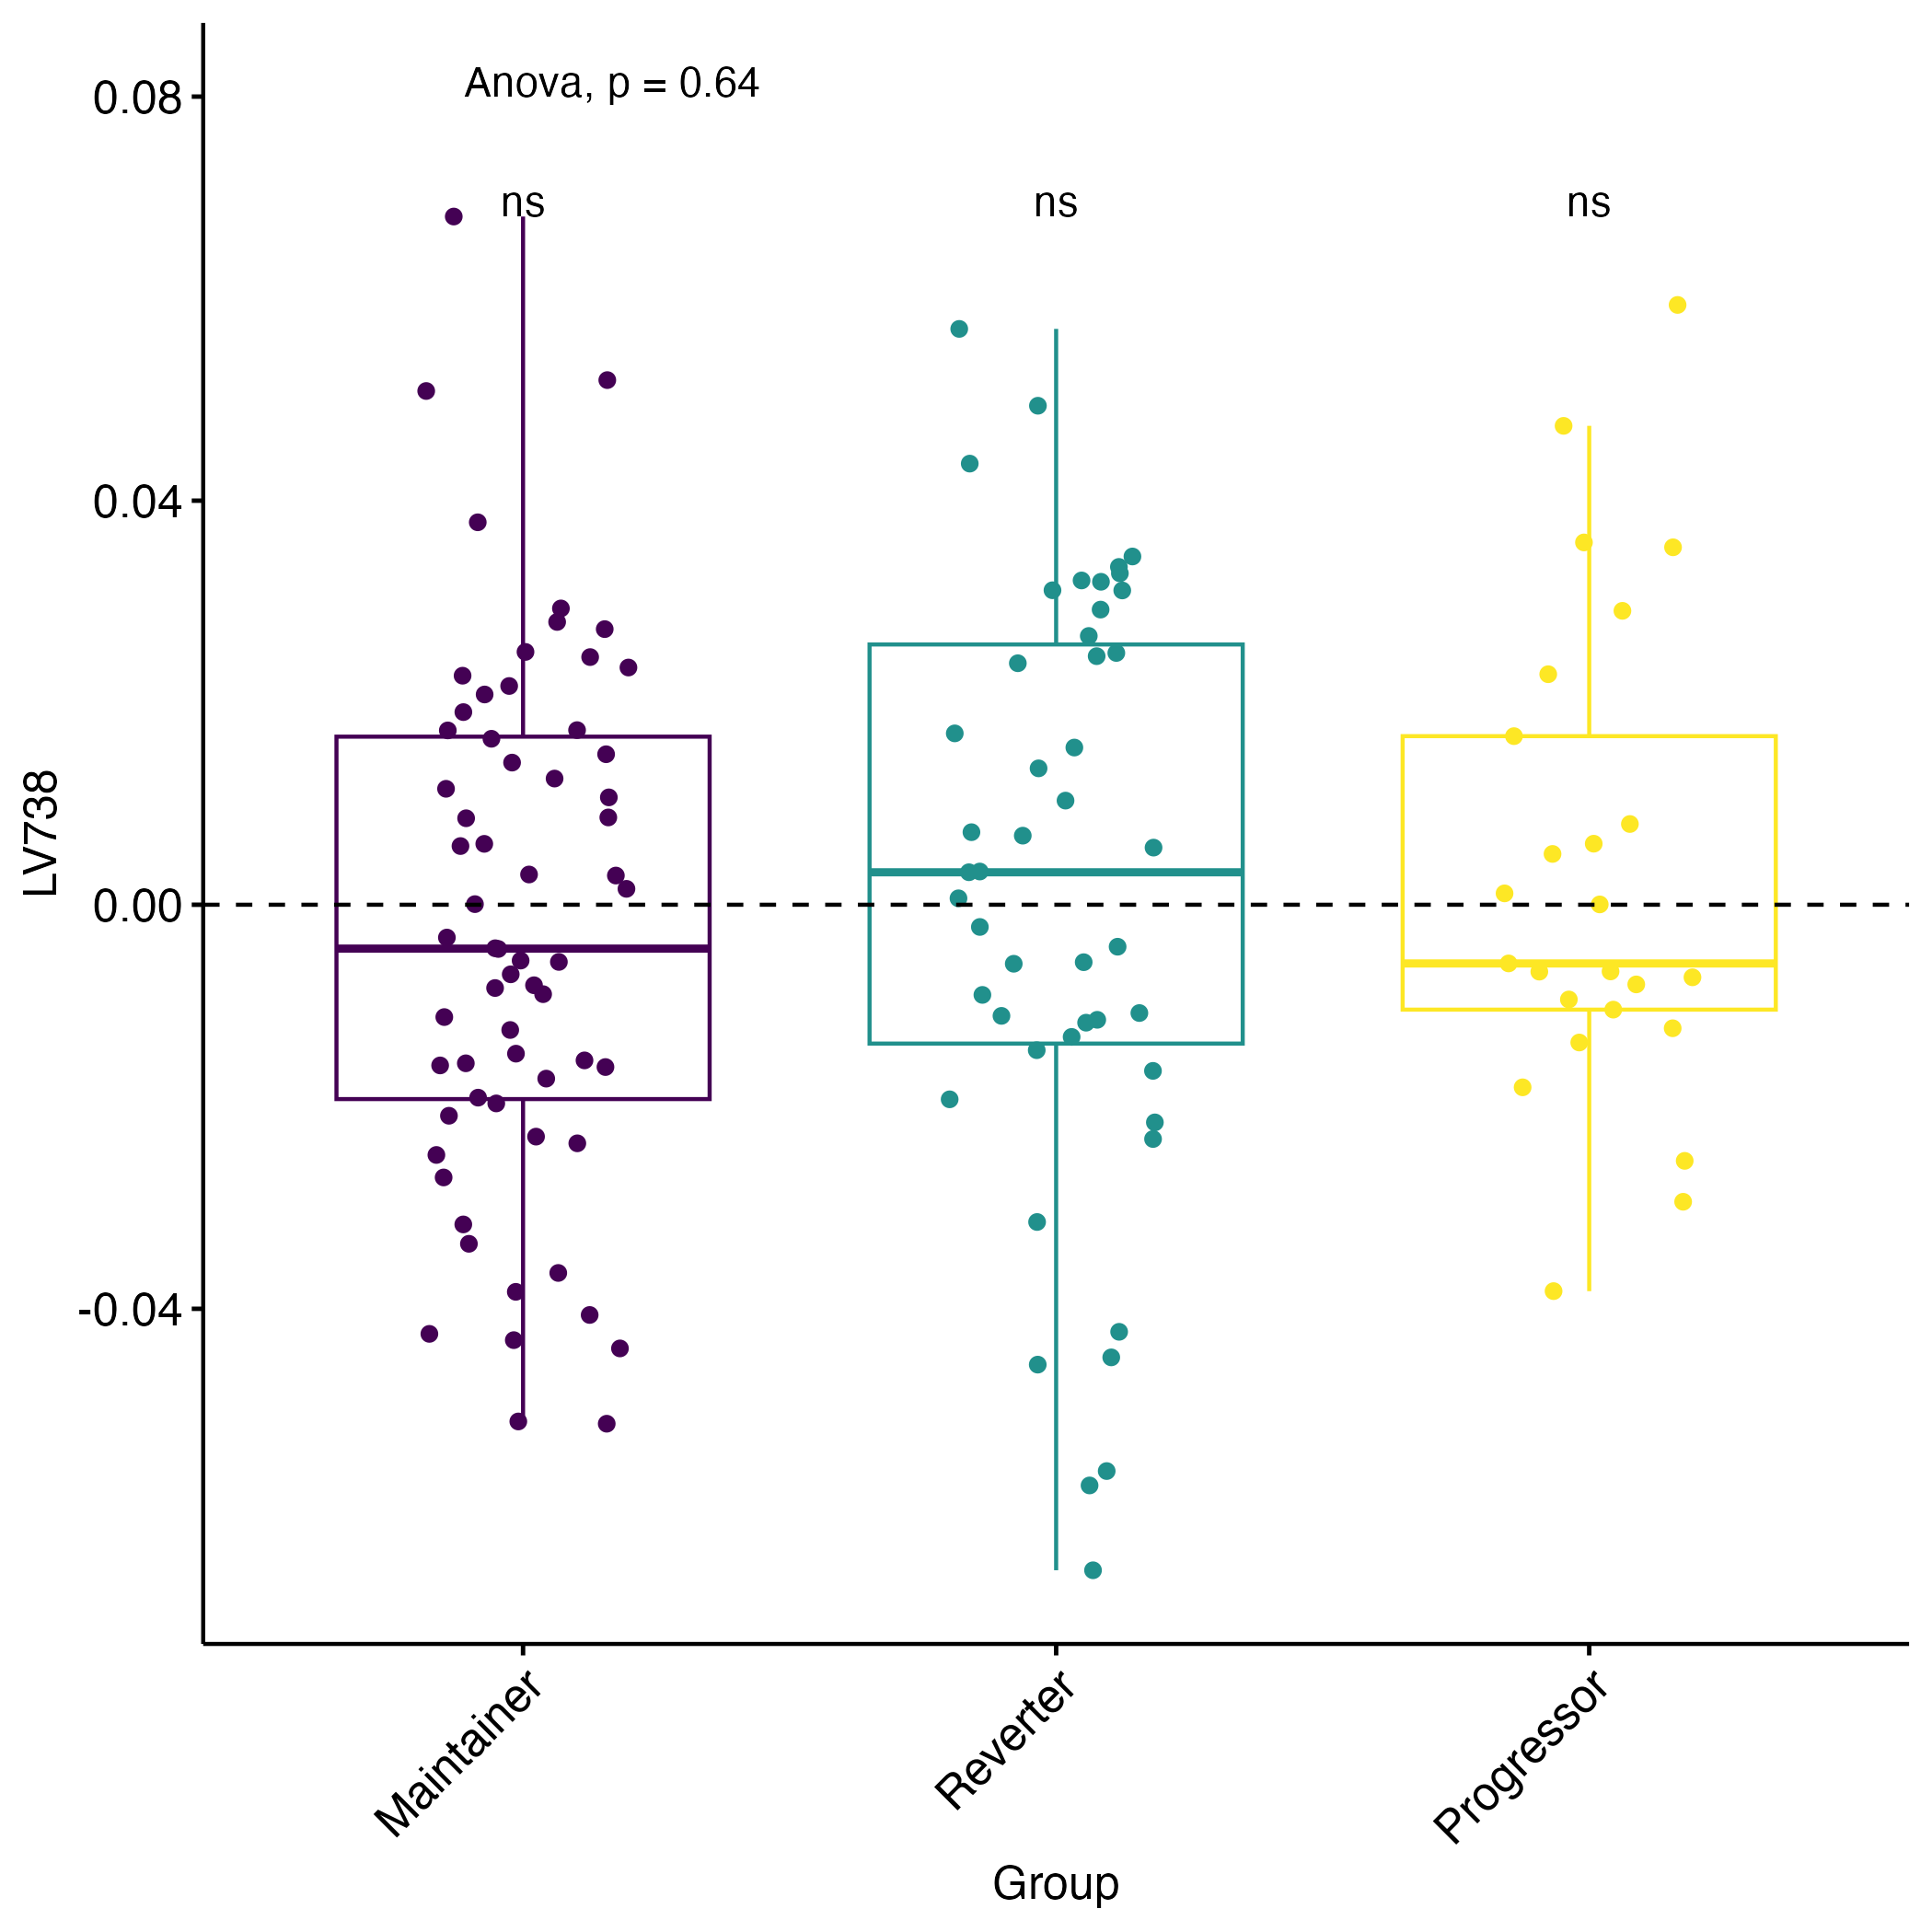 Anova, p = 0.64
0.08
ns ns ns
0.04
LV738
0.00
-0.04
Maintainer Reverter Progressor
Group